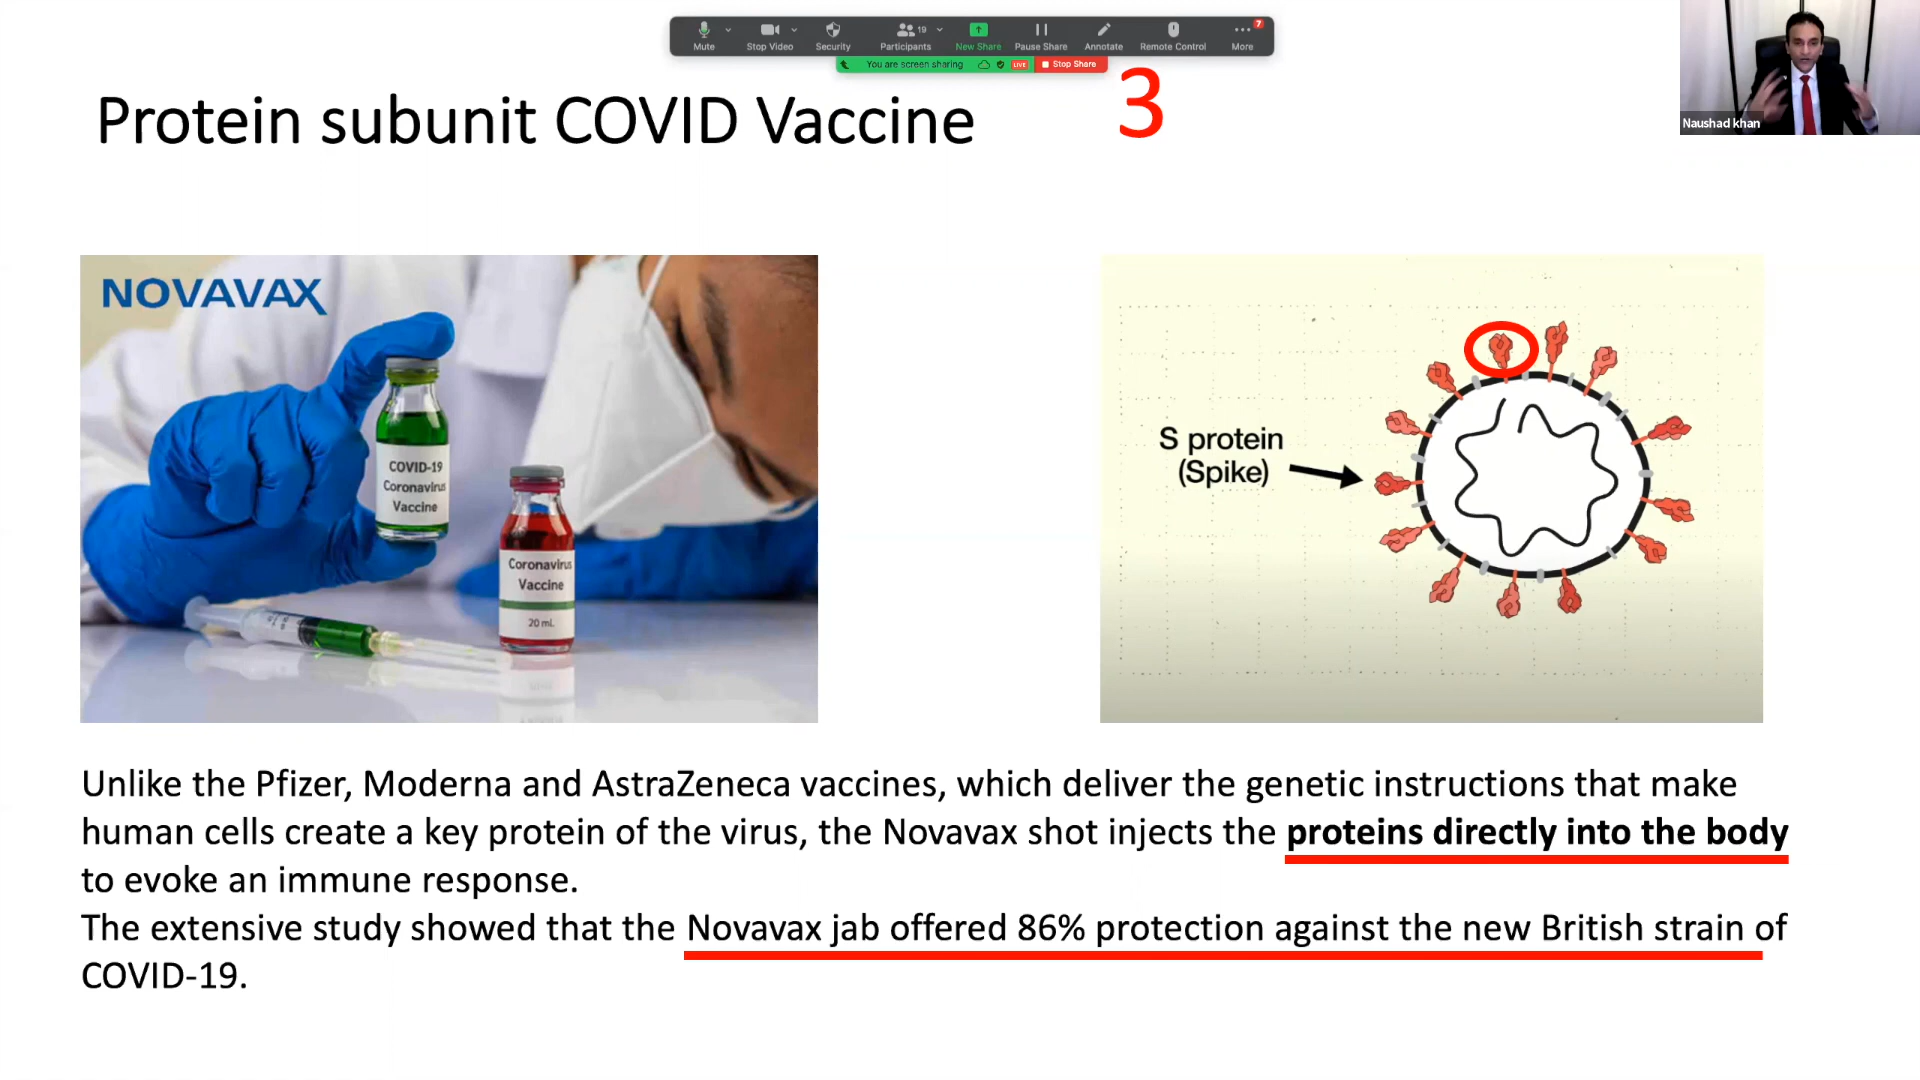 Mute
Stop Video
Security
19
Participants
New Share
Pause Share
Annotate
Remote Control
7
More
You are screen sharing
LIVE
Stop Share
Naushad khan
Protein subunit COVID Vaccine
3
NOVAVAX
COVID-19
Coronavirus
Vaccine
Coronavirus
Vaccine
20 mL
S protein
(Spike)
Unlike the Pfizer, Moderna and AstraZeneca vaccines, which deliver the genetic instructions that make
human cells create a key protein of the virus, the Novavax shot injects the proteins directly into the body
to evoke an immune response.
The extensive study showed that the Novavax jab offered 86% protection against the new British strain of
COVID-19.